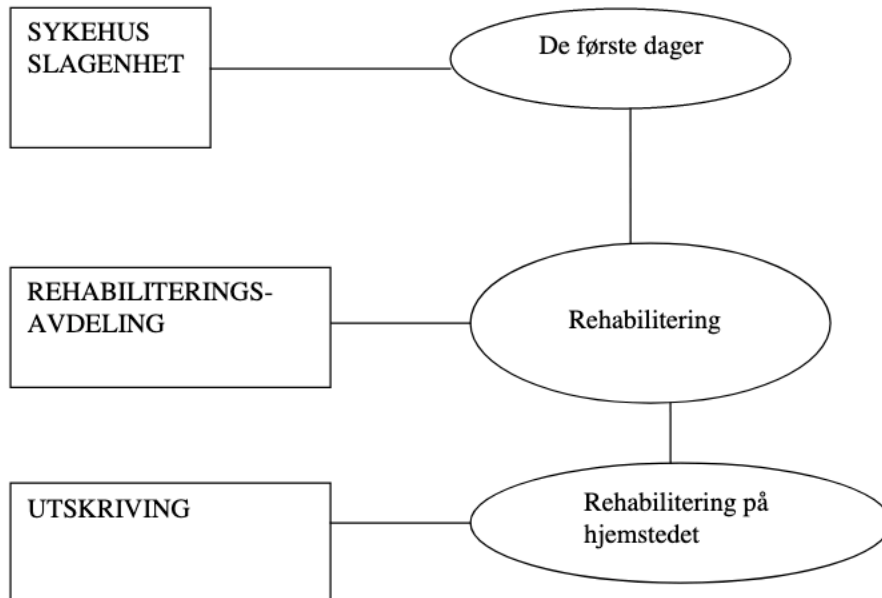 SYKEHUS
SLAGENHET
De første dager
REHABILITERINGS-
AVDELING
Rehabilitering
UTSKRIVING
Rehabilitering på
hjemstedet